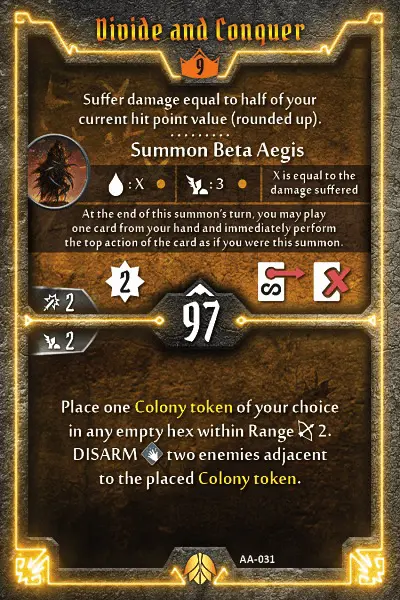 Divide and Conquer
9
Suffer damage equal to half of your
current hit point value (rounded up).
Summon Beta Aegis
: X
: 3
X is equal to the
damage suffered
At the end of this summon's turn, you may play
one card from your hand and immediately perform
the top action of the card as if you were this summon.
2
2
97
2
Place one Colony token of your choice
in any empty hex within Range 2.
DISARM two enemies adjacent
to the placed Colony token.
AA-031